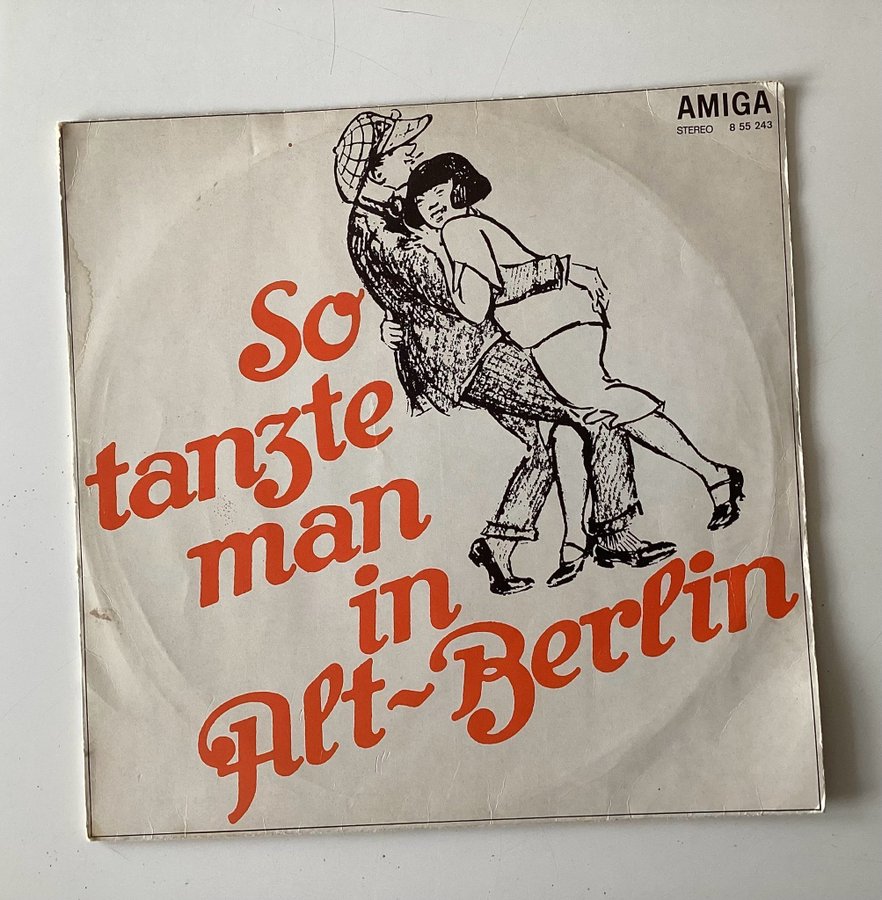 AMIGA
STEREO 8 55 243
So
tanzte
man
in
Alt~Berlin